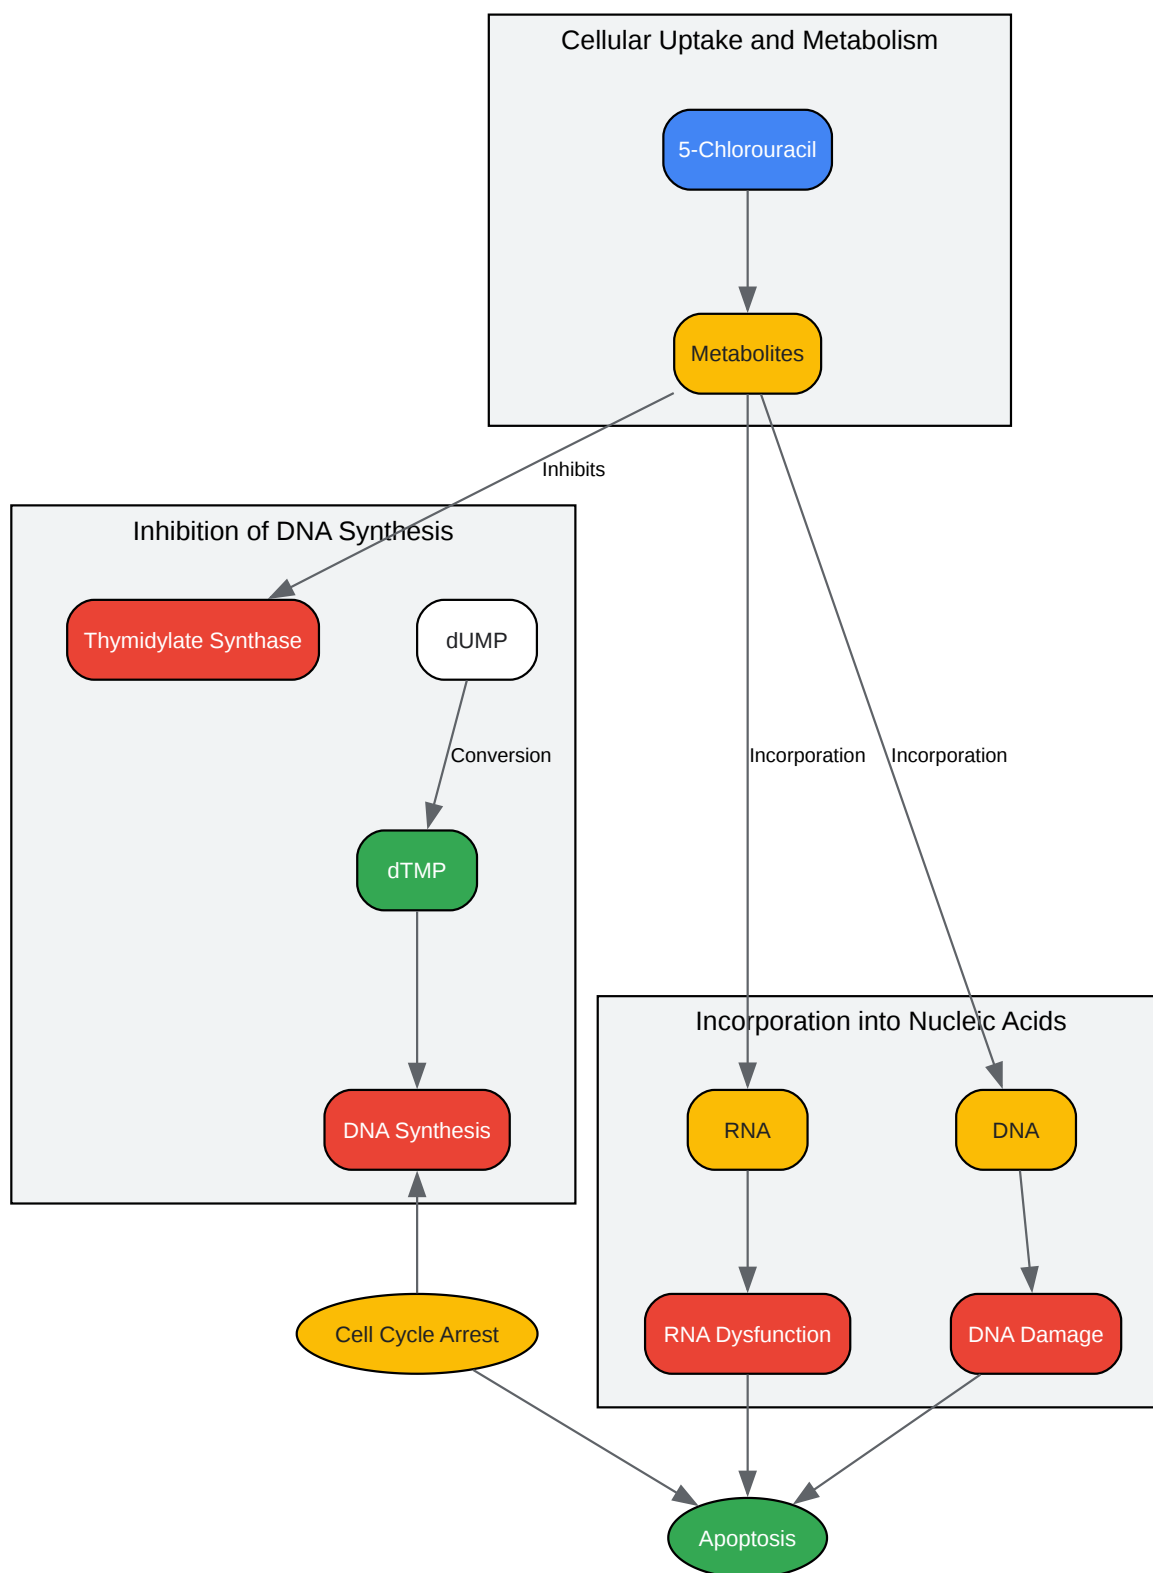 Cellular Uptake and Metabolism
5-Chlorouracil
Metabolites
Inhibits
Inhibition of DNA Synthesis
Thymidylate Synthase
dUMP
Conversion
Incorporation
Incorporation
dTMP
Incorporation into Nucleic Acids
DNA Synthesis
RNA
DNA
Cell Cycle Arrest
RNA Dysfunction
DNA Damage
Apoptosis